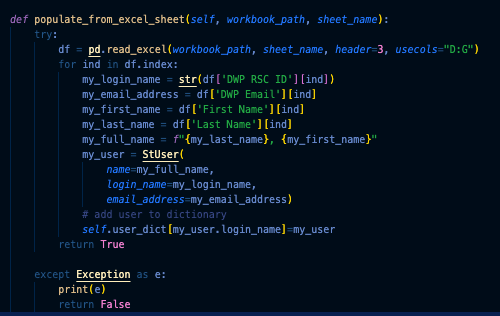 def populate_from_excel_sheet(self, workbook_path, sheet_name):
    try:
        df = pd.read_excel(workbook_path, sheet_name, header=3, usecols="D:G")
        for ind in df.index:
            my_login_name = str(df['DWP RSC ID'][ind])
            my_email_address = df['DWP Email'][ind]
            my_first_name = df['First Name'][ind]
            my_last_name = df['Last Name'][ind]
            my_full_name = f"{my_last_name}, {my_first_name}"
            my_user = StUser(
                name=my_full_name,
                login_name=my_login_name,
                email_address=my_email_address)
            # add user to dictionary
            self.user_dict[my_user.login_name]=my_user
        return True

    except Exception as e:
        print(e)
        return False